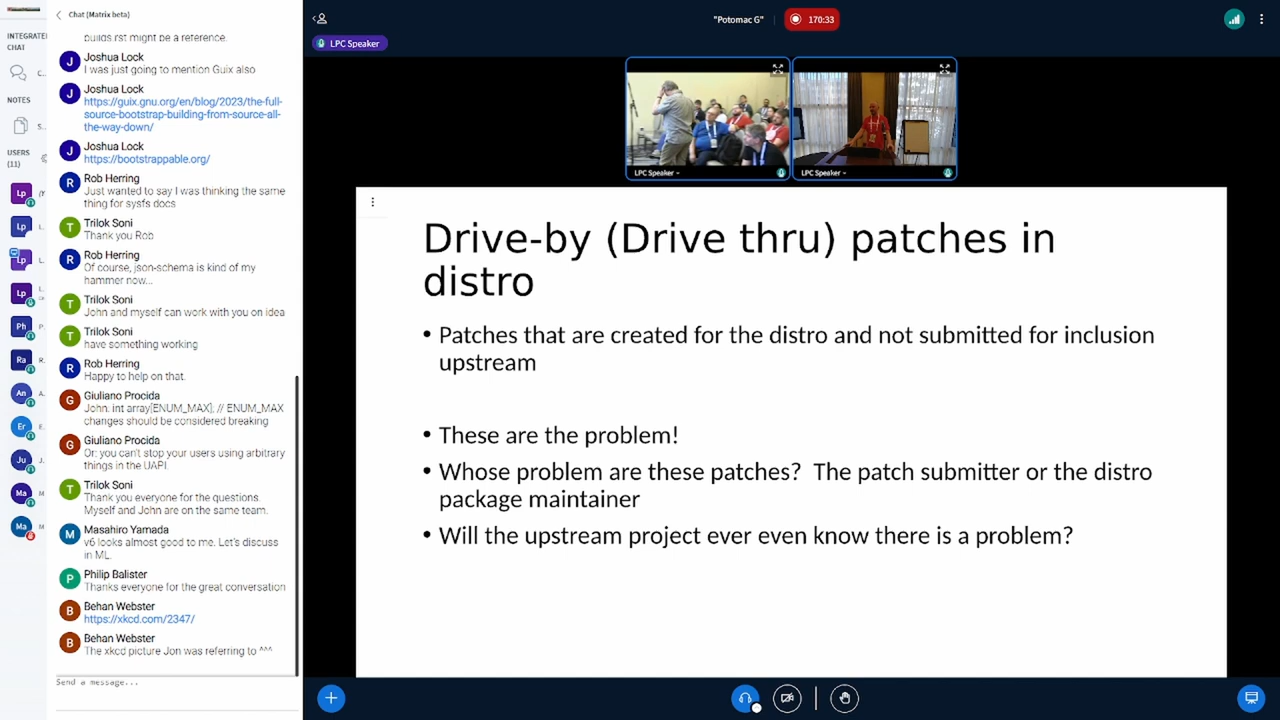 INTEGRATE
CHAT
C..
NOTES
S..
USERS
(11)
Chat (Matrix beta)
builds rst might be a reference.
Joshua Lock
I was just going to mention Guix also
Joshua Lock
https://guix.gnu.org/en/blog/2023/the-full-
source-bootstrap-building-from-source-all-
the-way-down/
Joshua Lock
https://bootstrappable.org/
Rob Herring
Just wanted to say I was thinking the same
thing for sysfs docs
Trilok Soni
Thank you Rob
Rob Herring
Of course, json-schema is kind of my
hammer now...
Trilok Soni
John and myself can work with you on idea
Trilok Soni
have something working
Rob Herring
Happy to help on that.
Giuliano Procida
John. int array[ENUM_MAX]; // ENUM_MAX
changes should be considered breaking
Giuliano Procida
Or: you can't stop your users using arbitrary
things in the UAPI.
Trilok Soni
Thank you everyone for the questions.
Myself and John are on the same team.
Masahiro Yamada
v6 looks almost good to me. Let's discuss
in ML.
Philip Balister
Thanks everyone for the great conversation
Behan Webster
https://xkcd.com/2347/
Behan Webster
The xkcd picture Jon was referring to ^^^
Send a message...
"Potomac G"
170:33
LPC Speaker
LPC Speaker
LPC Speaker
Drive-by (Drive thru) patches in
distro
• Patches that are created for the distro and not submitted for inclusion
upstream
• These are the problem!
• Whose problem are these patches? The patch submitter or the distro
package maintainer
• Will the upstream project ever even know there is a problem?